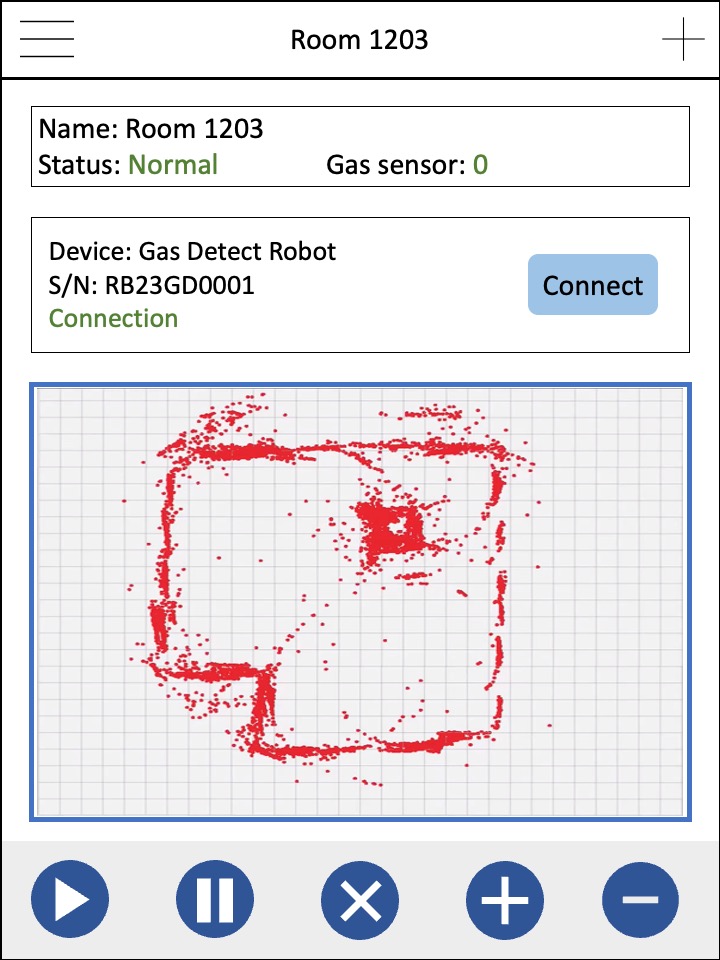 Room 1203
Name: Room 1203
Status: Normal Gas sensor: 0
Device: Gas Detect Robot
S/N: RB23GD0001
Connect
Connection